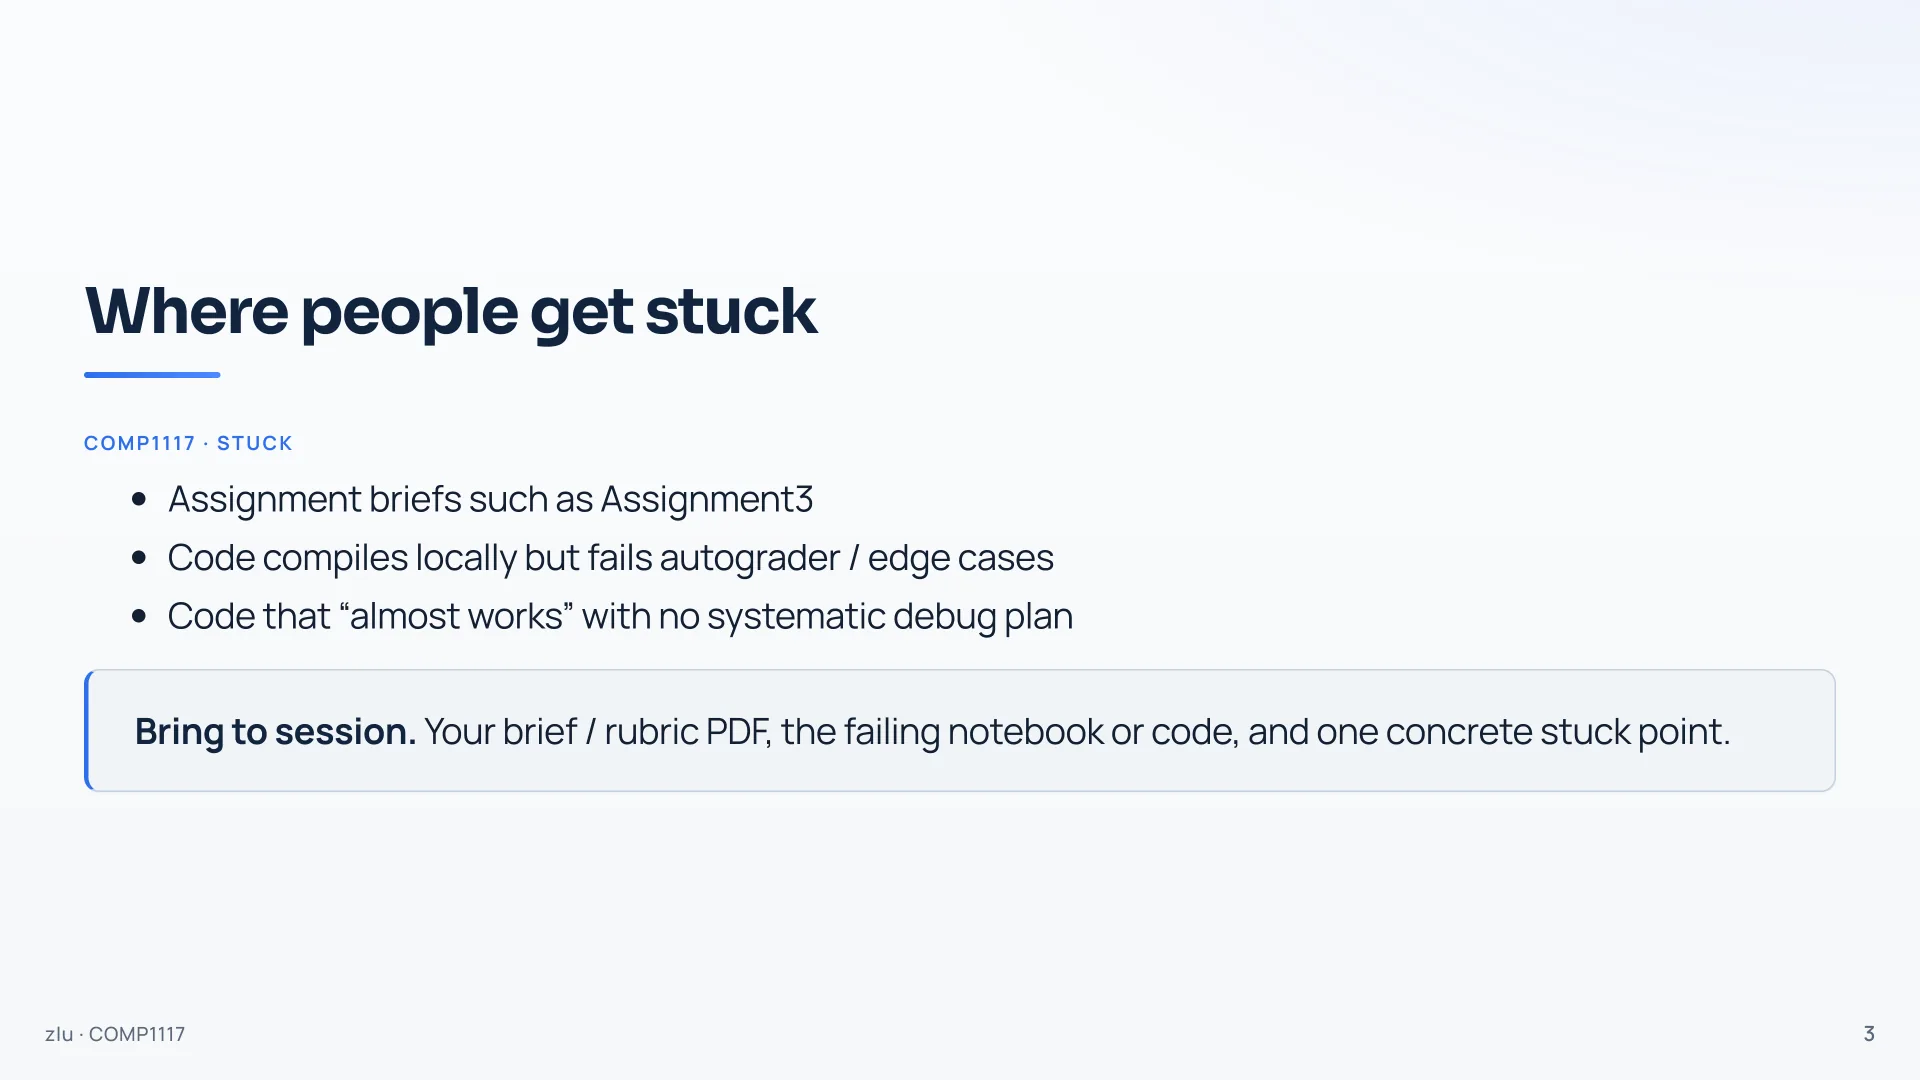 Where people get stuck
COMP1117 · STUCK
• Assignment briefs such as Assignment3
• Code compiles locally but fails autograder / edge cases
• Code that “almost works” with no systematic debug plan
Bring to session. Your brief / rubric PDF, the failing notebook or code, and one concrete stuck point.
zlu · COMP1117
3